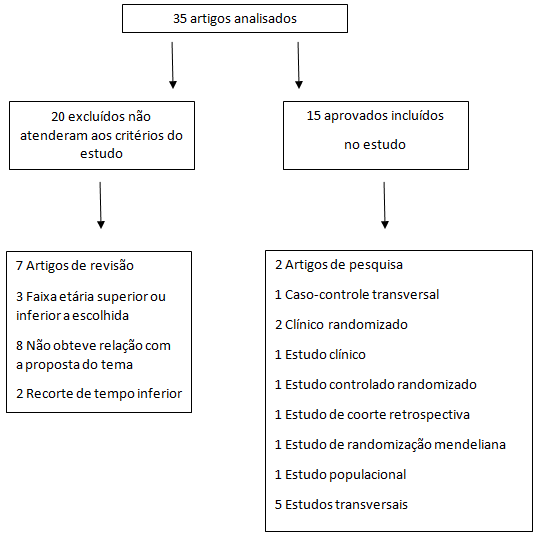 35 artigos analisados
20 excluídos não
atenderam aos critérios do
estudo
15 aprovados incluídos
no estudo
7 Artigos de revisão
3 Faixa etária superior ou
inferior a escolhida
8 Não obteve relação com
a proposta do tema
2 Recorte de tempo inferior
2 Artigos de pesquisa
1 Caso-controle transversal
2 Clínico randomizado
1 Estudo clínico
1 Estudo controlado randomizado
1 Estudo de coorte retrospectiva
1 Estudo de randomização mendeliana
1 Estudo populacional
5 Estudos transversais